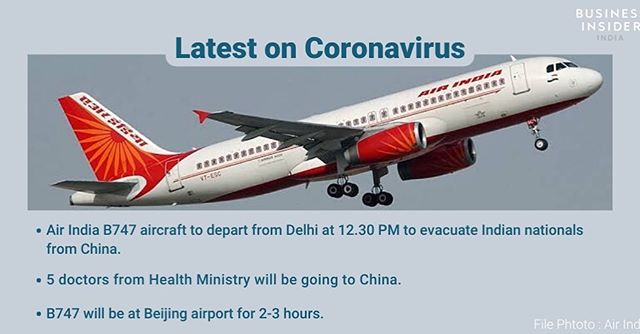 BUSINESS
INSIDER
INDIA
Latest on Coronavirus
AIR INDIA
VT-ESC
• Air India B747 aircraft to depart from Delhi at 12.30 PM to evacuate Indian nationals
from China.
• 5 doctors from Health Ministry will be going to China.
• B747 will be at Beijing airport for 2-3 hours.
File Phtoto : Air Ind